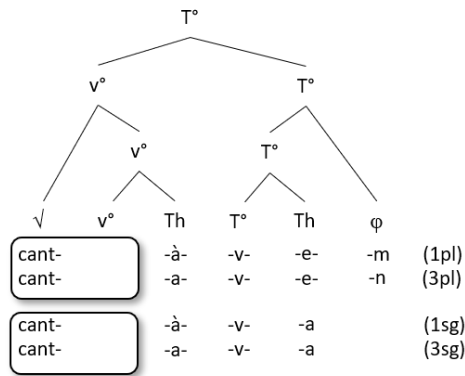 T°
v° T°
v° T°
√ v° Th T° Th φ
cant- -à- -v- -e- -m (1pl)
cant- -a- -v- -e- -n (3pl)
cant- -à- -v- -a (1sg)
cant- -a- -v- -a (3sg)